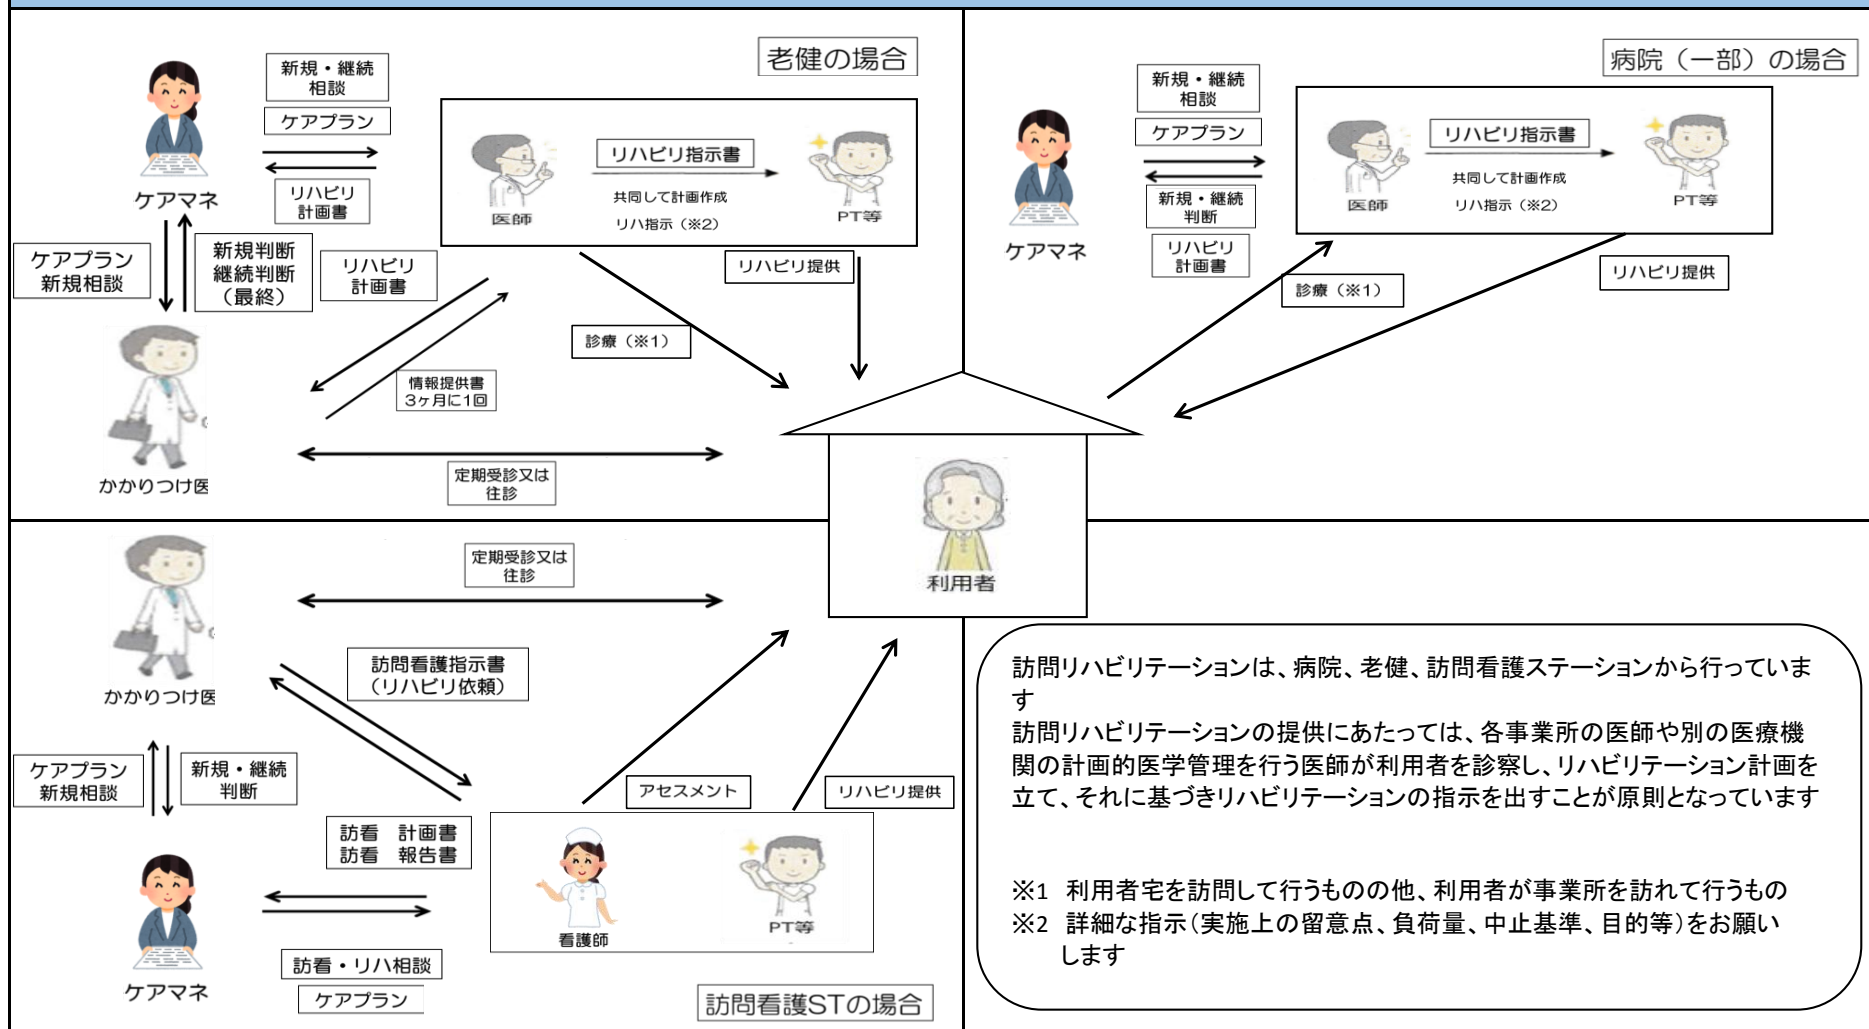 老健の場合
新規・継続
相談
ケアプラン
リハビリ
計画書
ケアマネ
リハビリ指示書
共同して計画作成
リハ指示（※2）
医師
PT等
ケアプラン
新規相談
新規判断
継続判断
（最終）
リハビリ
計画書
リハビリ提供
診療（※1）
情報提供書
3ヶ月に1回
かかりつけ医
定期受診又は
往診
病院（一部）の場合
新規・継続
相談
ケアプラン
新規・継続
判断
リハビリ
計画書
ケアマネ
リハビリ指示書
共同して計画作成
リハ指示（※2）
医師
PT等
診療（※1）
リハビリ提供
利用者
定期受診又は
往診
かかりつけ医
訪問看護指示書
（リハビリ依頼）
ケアプラン
新規相談
新規・継続
判断
訪看　計画書
訪看　報告書
アセスメント
リハビリ提供
看護師
PT等
ケアマネ
訪看・リハ相談
ケアプラン
訪問看護STの場合
訪問リハビリテーションは、病院、老健、訪問看護ステーションから行っていま
す
訪問リハビリテーションの提供にあたっては、各事業所の医師や別の医療機
関の計画的医学管理を行う医師が利用者を診察し、リハビリテーション計画を
立て、それに基づきリハビリテーションの指示を出すことが原則となっています
※1　利用者宅を訪問して行うものの他、利用者が事業所を訪れて行うもの
※2　詳細な指示（実施上の留意点、負荷量、中止基準、目的等）をお願い
します